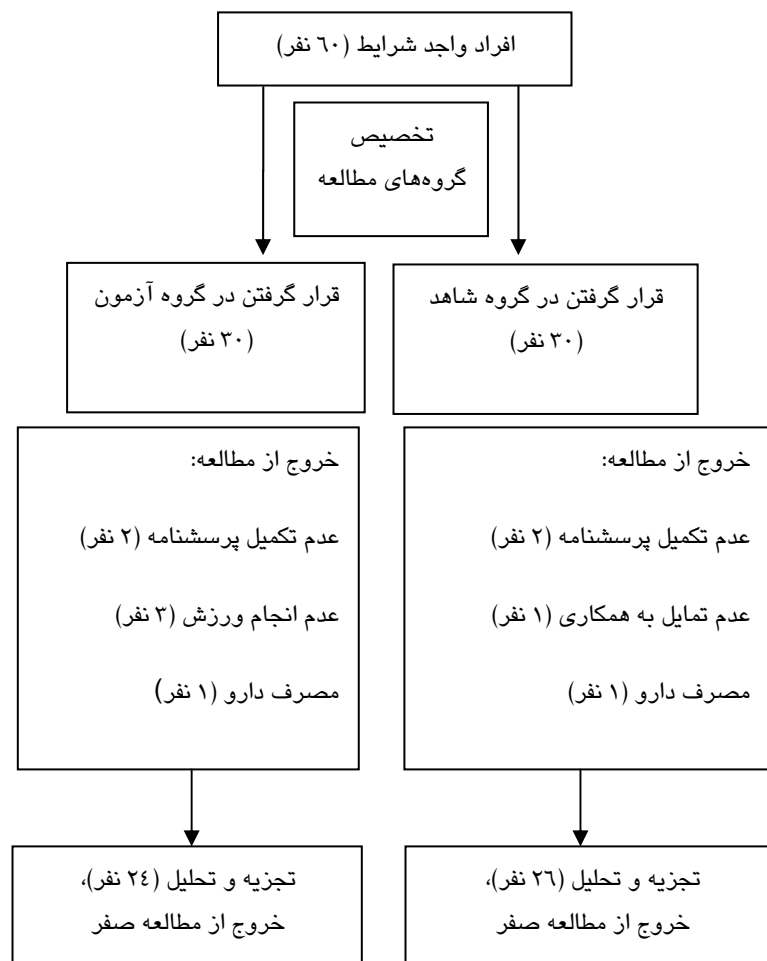 افراد واجد شرایط (٦٠ نفر)
تخصیص
گروه‌های مطالعه
قرار گرفتن در گروه شاهد
(۳۰ نفر)
قرار گرفتن در گروه آزمون
(۳۰ نفر)
خروج از مطالعه:
عدم تکمیل پرسشنامه (۲ نفر)
عدم تمایل به همکاری (۱ نفر)
مصرف دارو (۱ نفر)
خروج از مطالعه:
عدم تکمیل پرسشنامه (۲ نفر)
عدم انجام ورزش (۳ نفر)
مصرف دارو (۱ نفر)
تجزیه و تحلیل (٢٦ نفر)،
خروج از مطالعه صفر
تجزیه و تحلیل (٢٤ نفر)،
خروج از مطالعه صفر